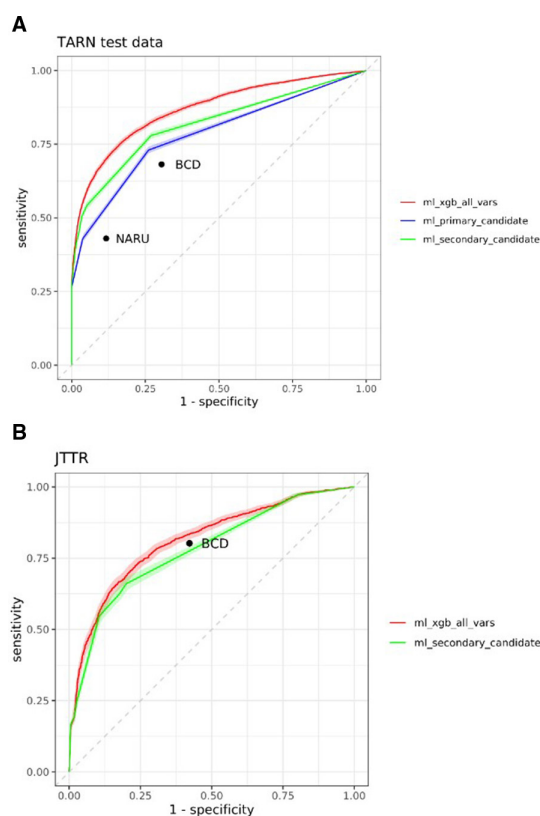 A
TARN test data
1.00
0.75
0.50
0.25
0.00
sensitivity
BCD
NARU
0.00 0.25 0.50 0.75 1.00
1 - specificity
ml_xgb_all_vars
ml_primary_candidate
ml_secondary_candidate
B
JTTR
1.00
0.75
0.50
0.25
0.00
sensitivity
BCD
0.00 0.25 0.50 0.75 1.00
1 - specificity
ml_xgb_all_vars
ml_secondary_candidate